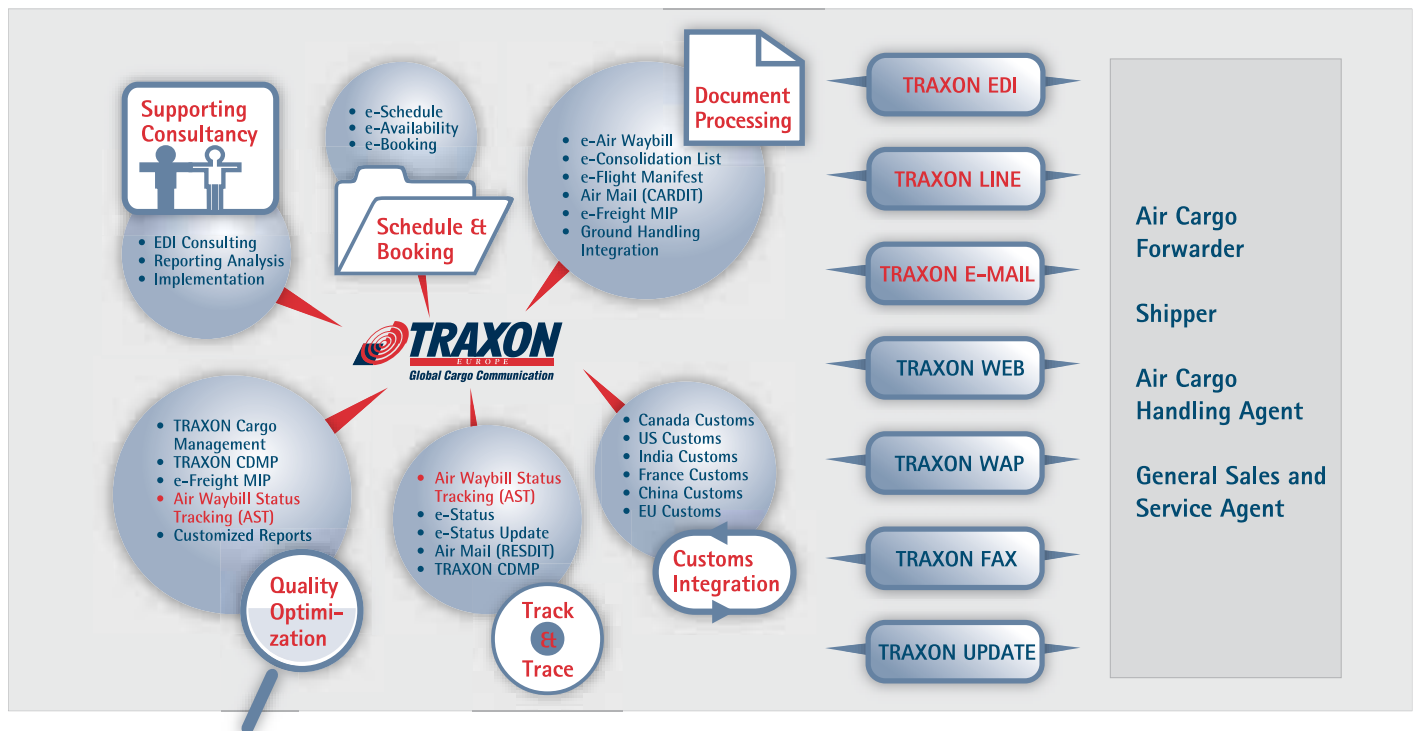 Supporting
Consultancy
• EDI Consulting
• Reporting Analysis
• Implementation
• e-Schedule
• e-Availability
• e-Booking
Schedule &
Booking
Document
Processing
• e-Air Waybill
• e-Consolidation List
• e-Flight Manifest
• Air Mail (CARDIT)
• e-Freight MIP
• Ground Handling
Integration
TRAXON
EUROPE
Global Cargo Communication
• TRAXON Cargo
Management
• TRAXON CDMP
• e-Freight MIP
• Air Waybill Status
Tracking (AST)
• Customized Reports
Quality
Optimi-
zation
• Air Waybill Status
Tracking (AST)
• e-Status
• e-Status Update
• Air Mail (RESDIT)
• TRAXON CDMP
Track
&
Trace
• Canada Customs
• US Customs
• India Customs
• France Customs
• China Customs
• EU Customs
Customs
Integration
TRAXON EDI
TRAXON LINE
TRAXON E-MAIL
TRAXON WEB
TRAXON WAP
TRAXON FAX
TRAXON UPDATE
Air Cargo
Forwarder
Shipper
Air Cargo
Handling Agent
General Sales and
Service Agent